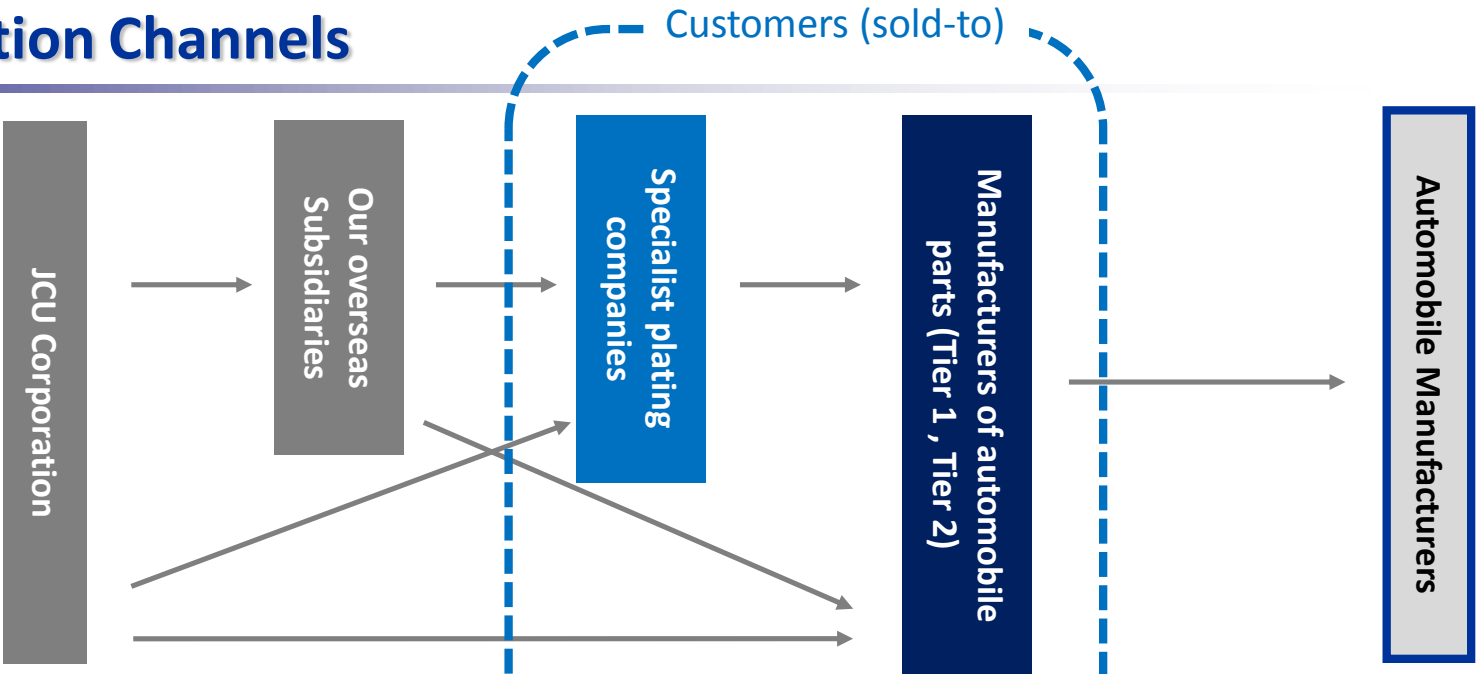 tion Channels
Customers (sold-to)
JCU Corporation
Our overseas
Subsidiaries
Specialist plating
companies
Manufacturers of automobile
parts (Tier 1 , Tier 2)
Automobile Manufacturers